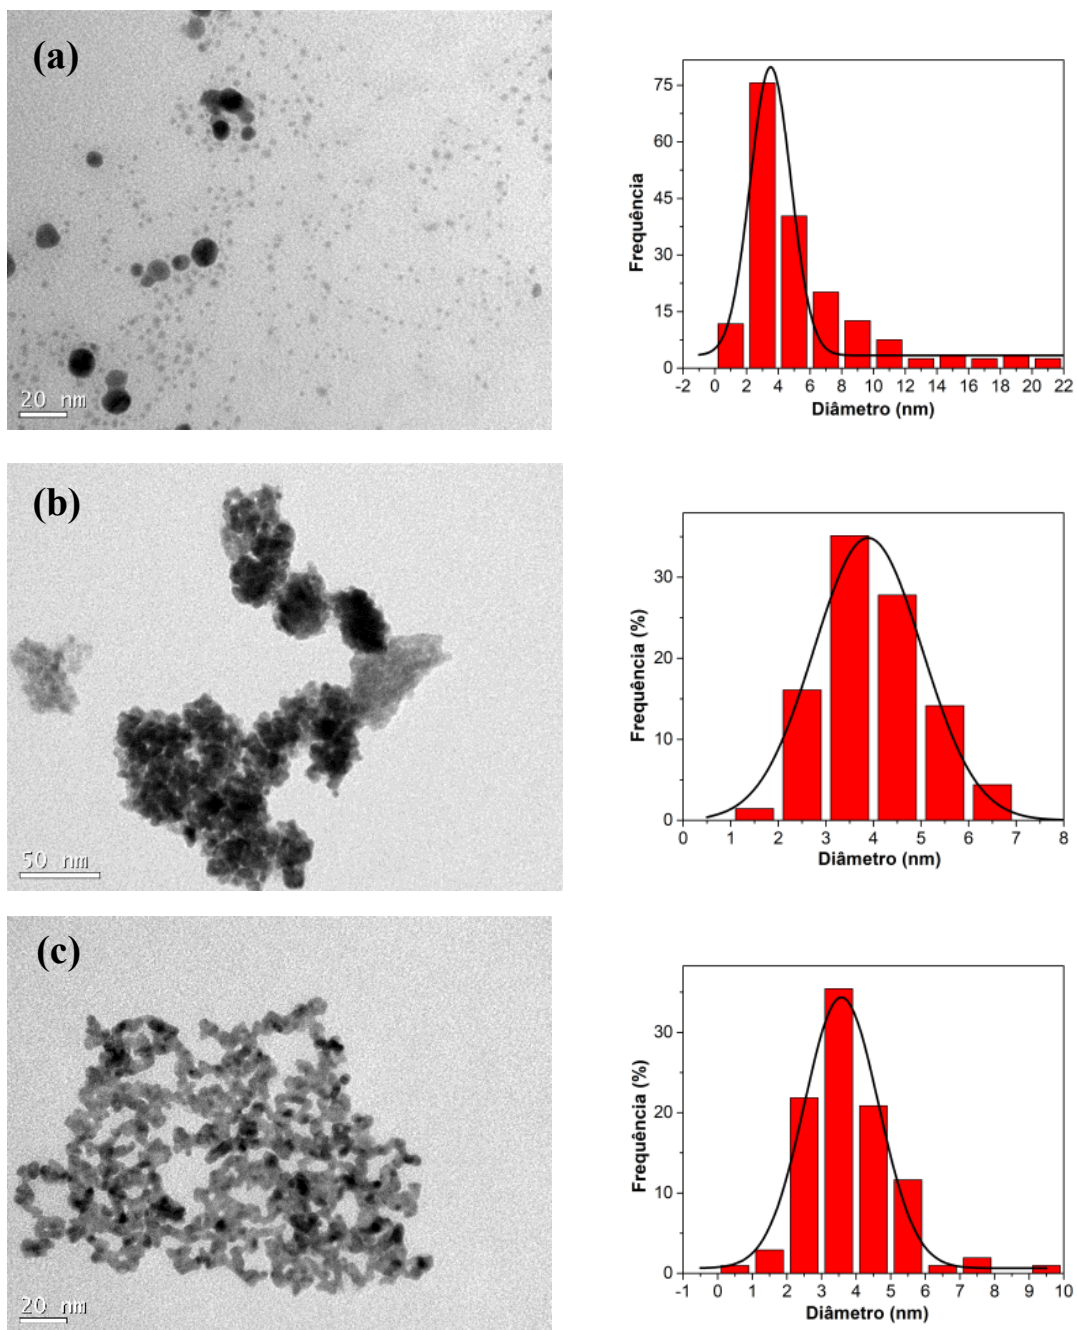 (a)
20 nm
Frequência
75
60
45
30
15
0
-2 0 2 4 6 8 10 12 14 16 18 20 22
Diâmetro (nm)
(b)
50 nm
Frequência (%)
30
20
10
0
0 1 2 3 4 5 6 7 8
Diâmetro (nm)
(c)
20 nm
Frequência (%)
30
20
10
0
-1 0 1 2 3 4 5 6 7 8 9 10
Diâmetro (nm)